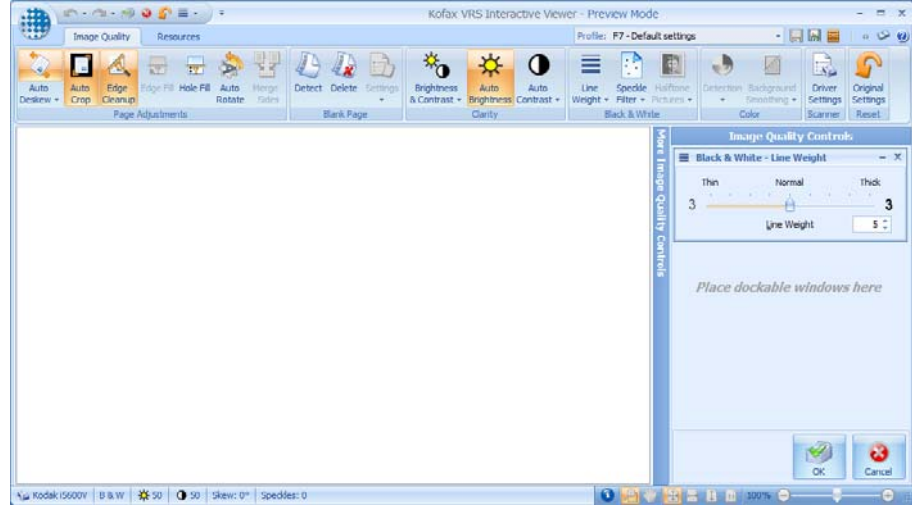 Kofax VRS Interactive Viewer - Preview Mode
Image Quality Resources Profile: F7 - Default settings
Auto Deskew
Auto Crop
Edge Cleanup
Edge Fill
Hole Fill
Auto Rotate
Merge Sides
Page Adjustments
Detect
Delete
Settings
Blank Page
Brightness & Contrast
Auto Brightness
Auto Contrast
Clarity
Line Weight
Speckle Filter
Halftone Pictures
Black & White
Detection
Background Smoothing
Color
Driver Settings
Scanner
Original Settings
Reset
More Image Quality Controls
Image Quality Controls
Black & White - Line Weight
Thin Normal Thick
3 3
Line Weight 5
Place dockable windows here
OK Cancel
Kodak i5600V B & W 50 50 Skew: 0° Speckles: 0 100%